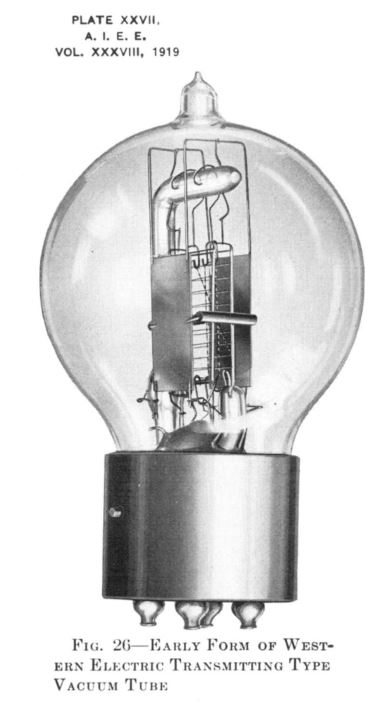 PLATE XXVII.
A. I. E. E.
VOL. XXXVIII, 1919
Fig. 26—Early Form of West-
ern Electric Transmitting Type
Vacuum Tube